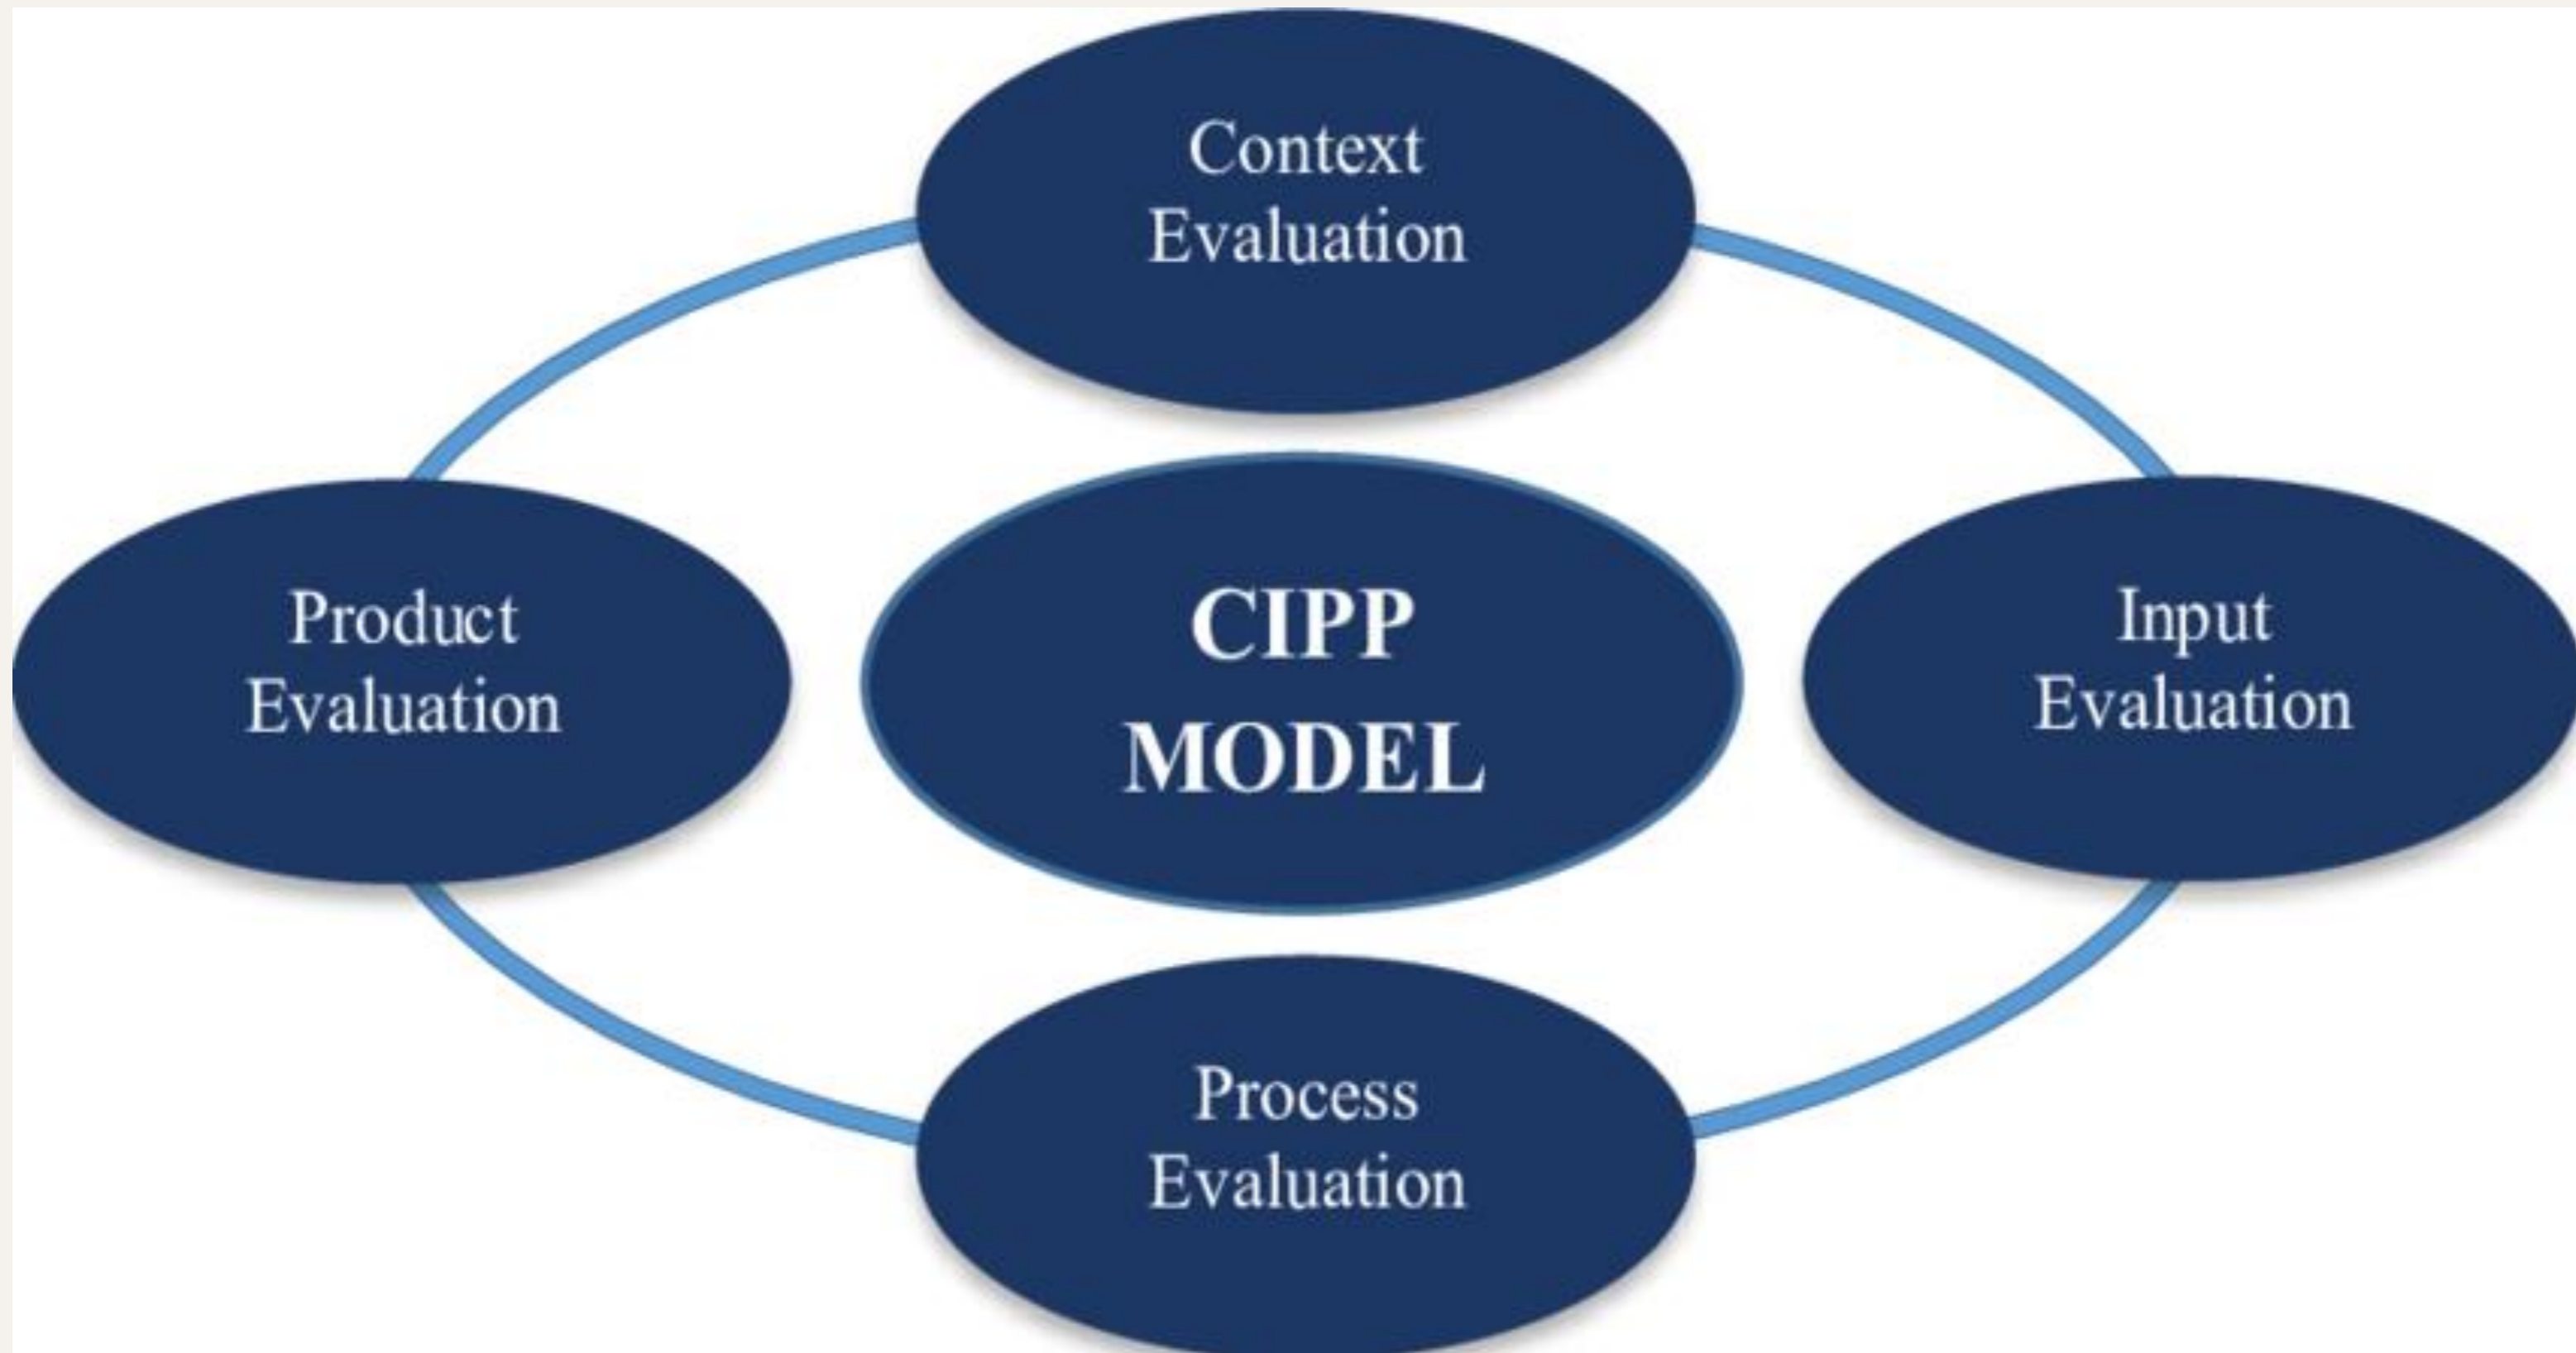 Context
Evaluation
Product
Evaluation
CIPP
MODEL
Input
Evaluation
Process
Evaluation